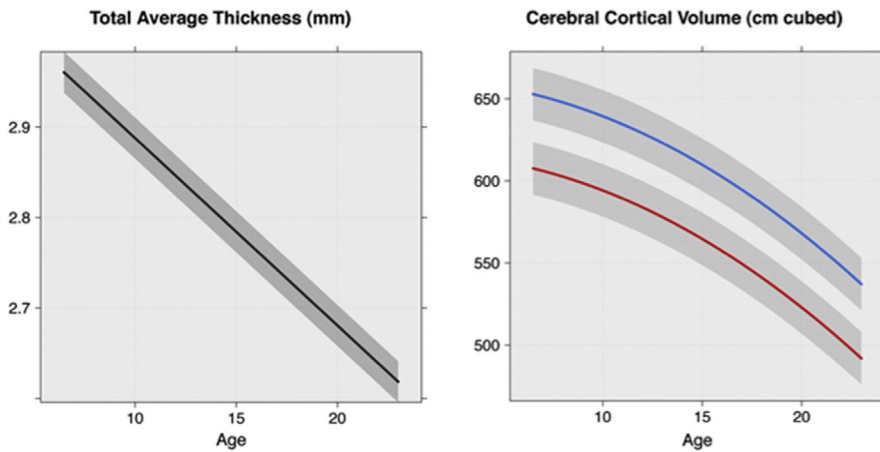 Total Average Thickness (mm)
2.9
2.8
2.7
10 15 20
Age
Cerebral Cortical Volume (cm cubed)
650
600
550
500
10 15 20
Age